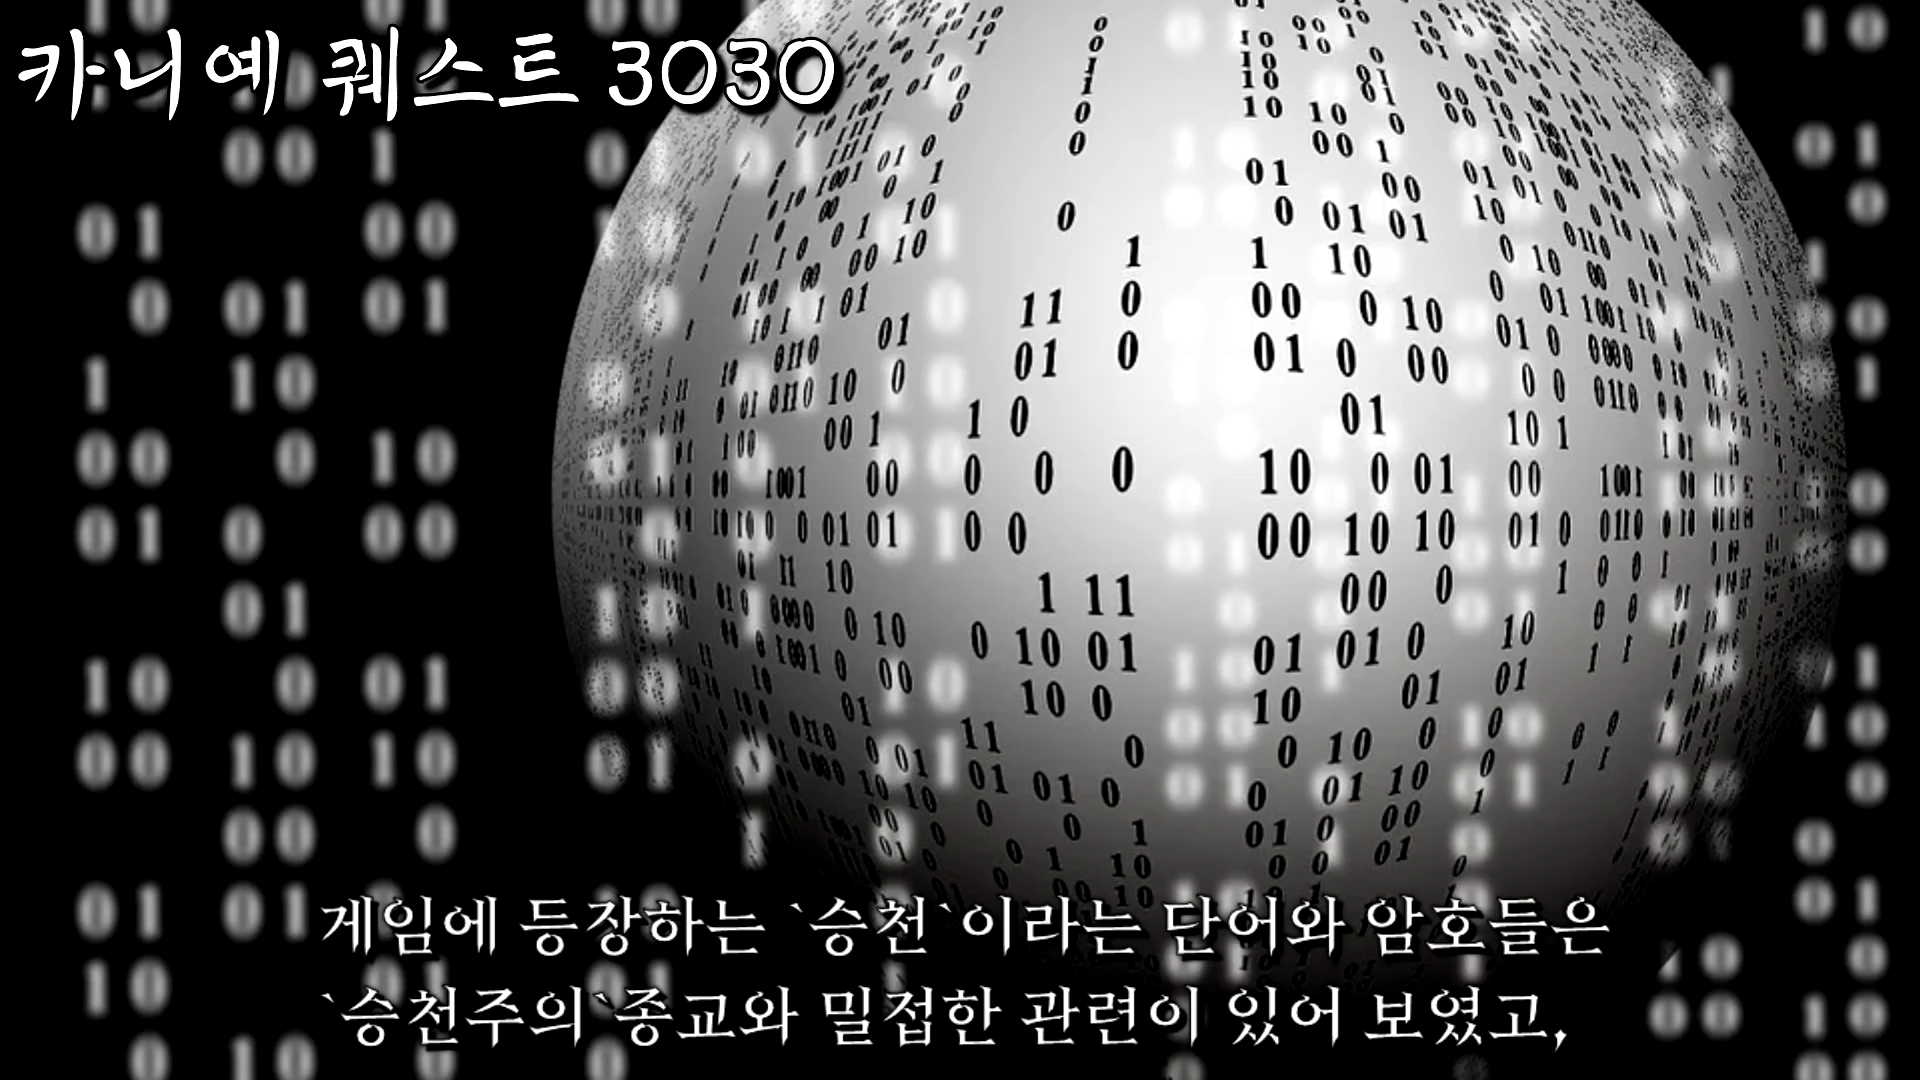 카니예 퀘스트 3030
게임에 등장하는 `승천`이라는 단어와 암호들은
`승천주의`종교와 밀접한 관련이 있어 보였고,